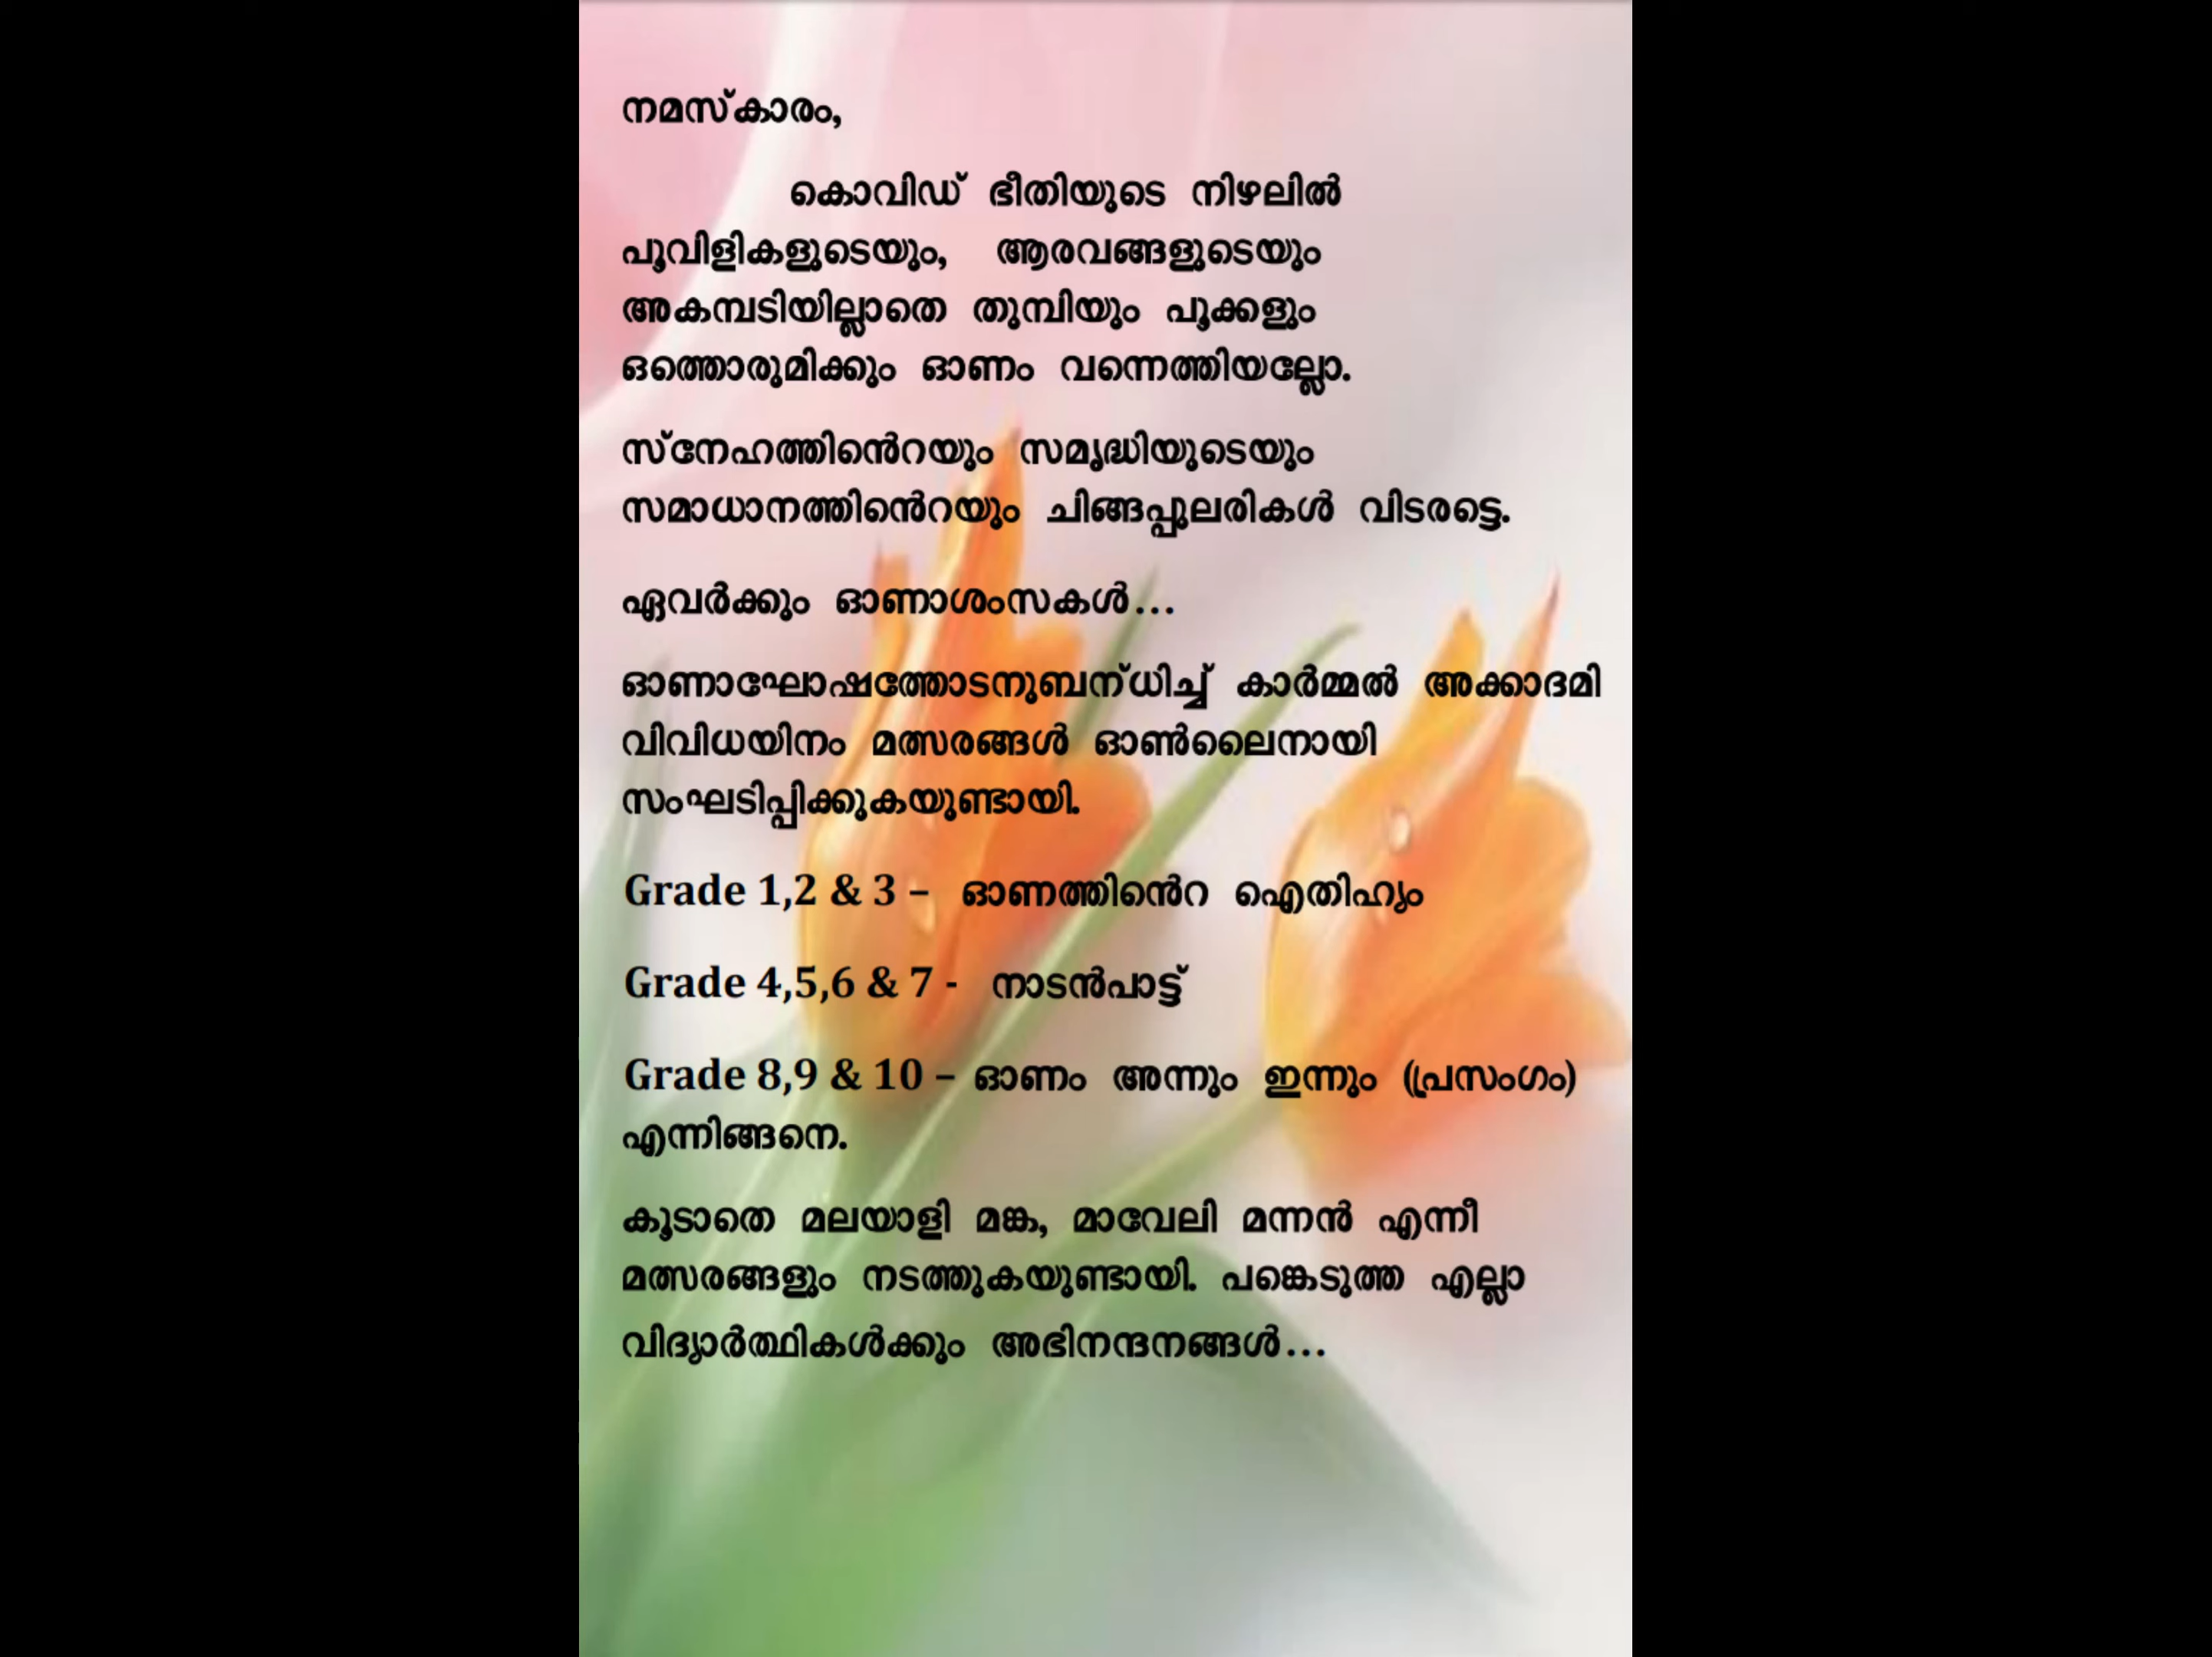 നമസ്കാരം,
കൊവിഡ് ഭീതിയുടെ നിഴലിൽ
പൂവിളികളുടെയും, ആരവങ്ങളുടെയും
അകമ്പടിയില്ലാതെ തുമ്പിയും പൂക്കളും
ഒത്തൊരുമിക്കും ഓണം വന്നെത്തിയല്ലോ.
സ്നേഹത്തിൻെറയും സമൃദ്ധിയുടെയും
സമാധാനത്തിൻെറയും ചിങ്ങപ്പുലരികൾ വിടരട്ടെ.
ഏവർക്കും ഓണാശംസകൾ...
ഓണാഘോഷത്തോടനുബന്ധിച്ച് കാർമ്മൽ അക്കാദമി
വിവിധയിനം മത്സരങ്ങൾ ഓൺലൈനായി
സംഘടിപ്പിക്കുകയുണ്ടായി.
Grade 1,2 & 3 – ഓണത്തിൻെറ ഐതിഹ്യം
Grade 4,5,6 & 7 - നാടൻപാട്ട്
Grade 8,9 & 10 – ഓണം അന്നും ഇന്നും (പ്രസംഗം)
എന്നിങ്ങനെ.
കൂടാതെ മലയാളി മങ്ക, മാവേലി മന്നൻ എന്നീ
മത്സരങ്ങളും നടത്തുകയുണ്ടായി. പങ്കെടുത്ത എല്ലാ
വിദ്യാർത്ഥികൾക്കും അഭിനന്ദനങ്ങൾ...